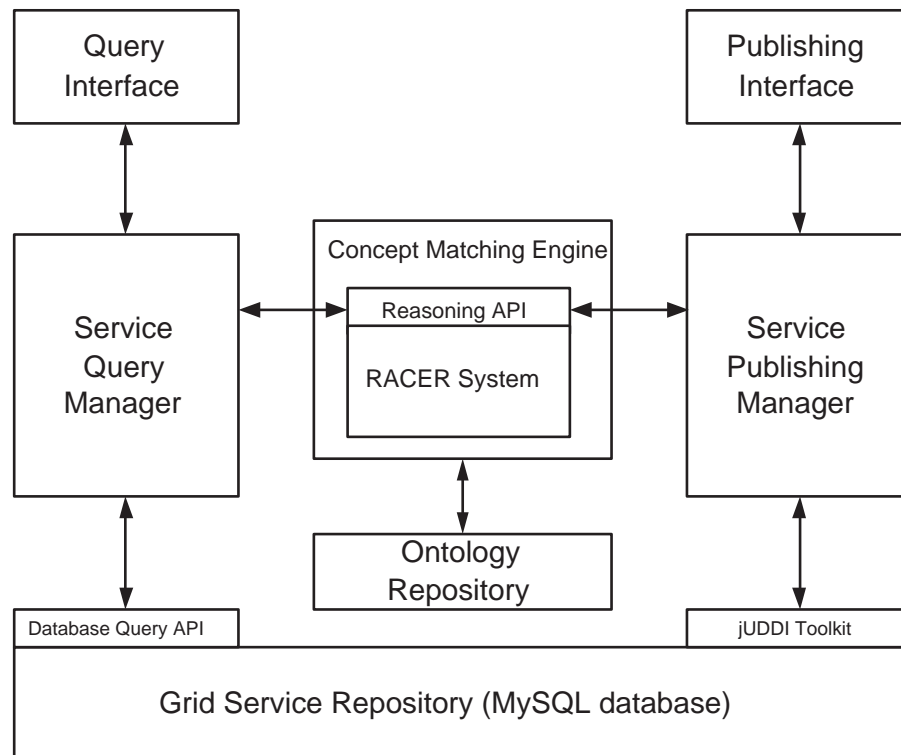 Query
Interface
Publishing
Interface
Concept Matching Engine
Reasoning API
RACER System
Service
Query
Manager
Service
Publishing
Manager
Ontology
Repository
Database Query API
jUDDI Toolkit
Grid Service Repository (MySQL database)